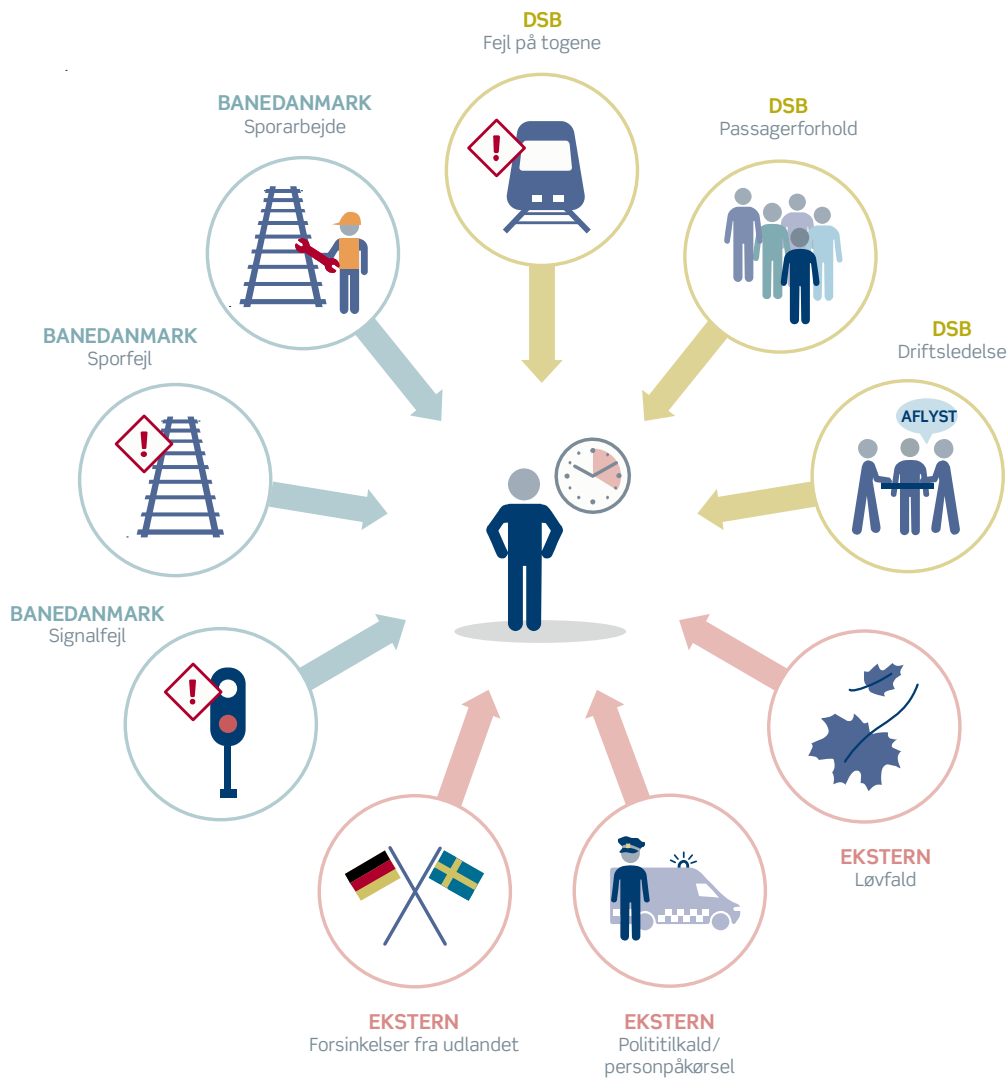 DSB
Fejl på togene
BANEDANMARK
Sporarbejde
DSB
Passagerforhold
BANEDANMARK
Sporfejl
DSB
Driftsledelse
AFLYST
BANEDANMARK
Signalfejl
EKSTERN
Løvfald
EKSTERN
Forsinkelser fra udlandet
EKSTERN
Polititilkald/
personpåkørsel